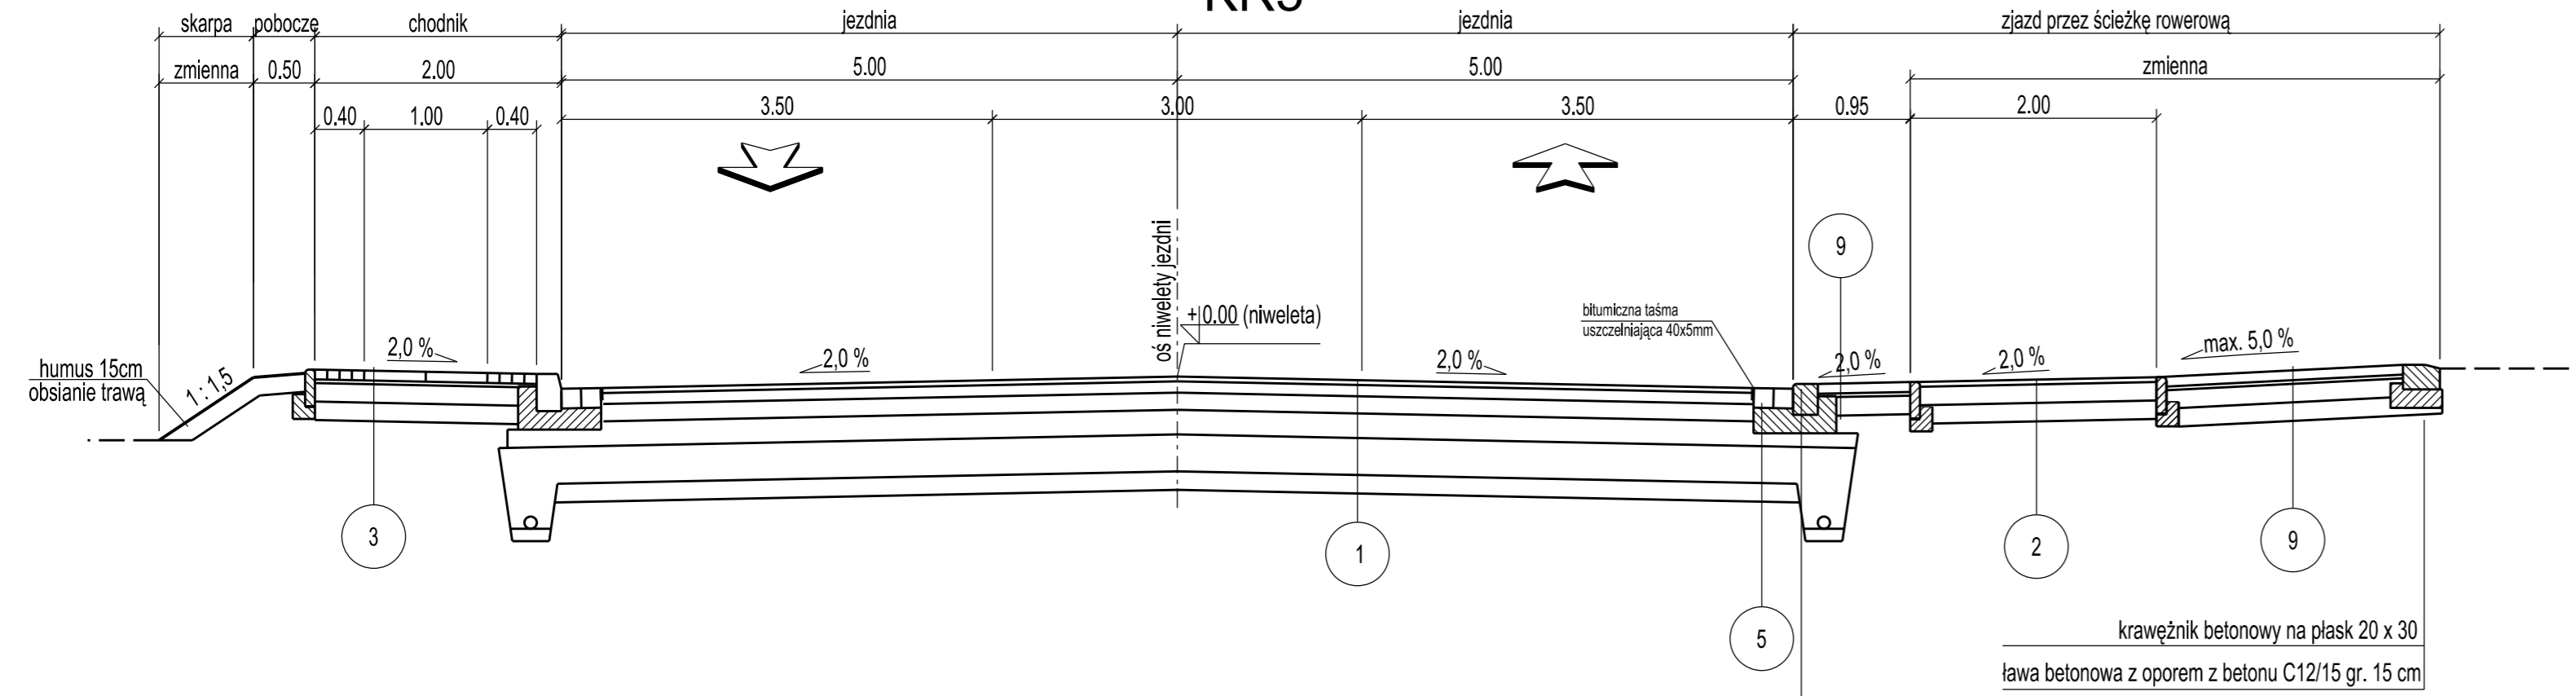 skarpa pobocze chodnik jezdnia jezdnia zjazd przez ścieżkę rowerową
zmienna 0.50 2.00 5.00 5.00 zmienna
0.40 1.00 0.40 3.50 3.00 3.50 0.95 2.00
9
oś niwelety jezdni
+0.00 (niweleta)
bitumiczna taśma
uszczelniająca 40x5mm
humus 15cm
obsianie trawą
1 : 1,5
2,0 % 2,0 % 2,0 % 2,0 % 2,0 % max. 5,0 %
3 1 2 9
5
krawężnik betonowy na płask 20 x 30
ława betonowa z oporem z betonu C12/15 gr. 15 cm